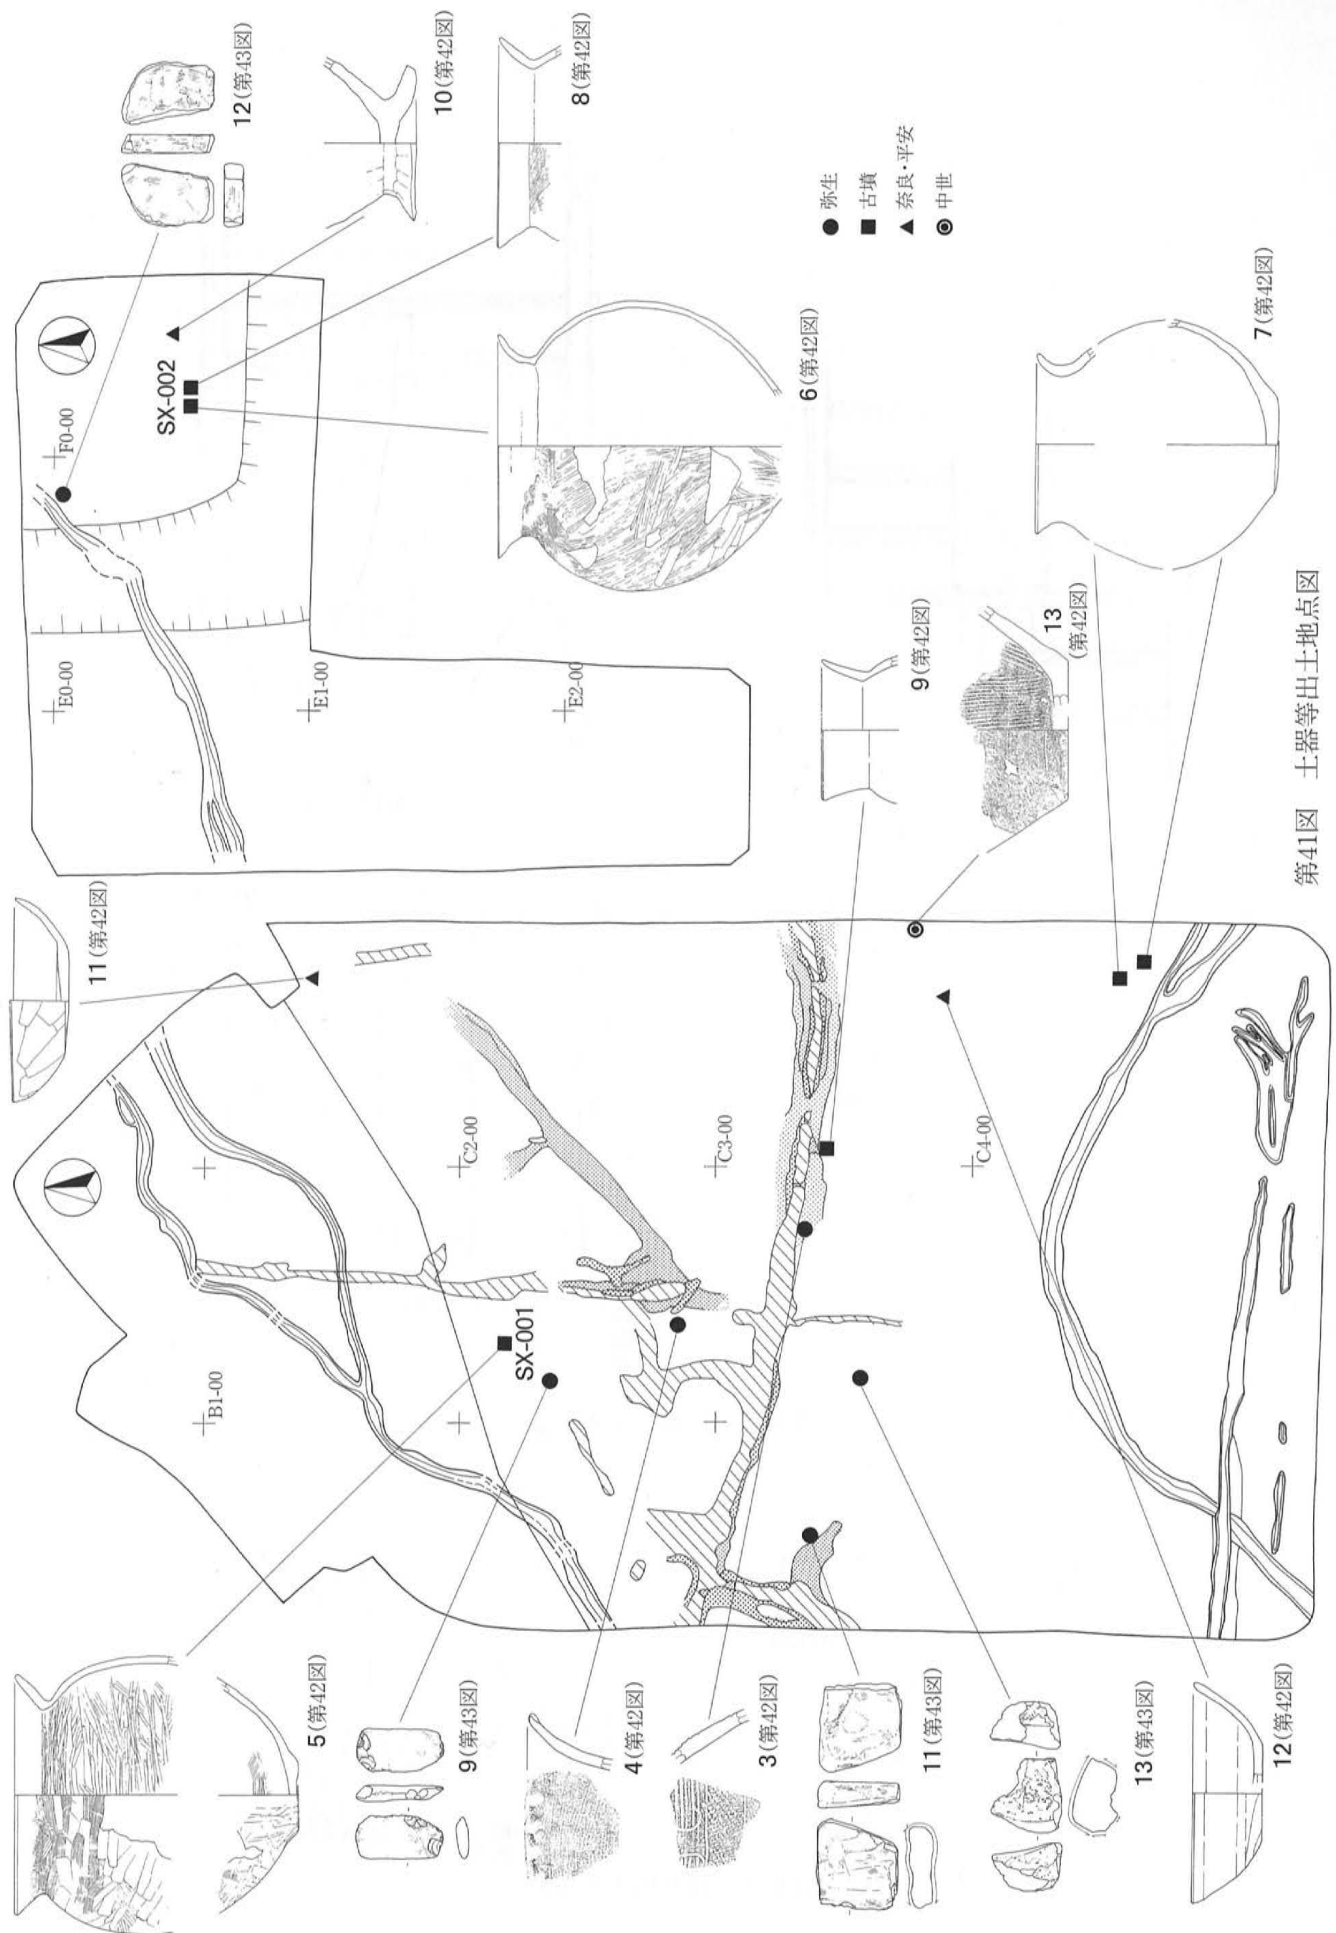 12(第43図)
10(第42図)
8(第42図)
F0-00
SX-002
6(第42図)
E0-00
E1-00
E2-00
● 弥生
■ 古墳
▲ 奈良・平安
◉ 中世
7(第42図)
9(第42図)
13
(第42図)
11(第42図)
B1-00
C2-00
C3-00
C4-00
SX-001
5(第42図)
9(第43図)
4(第42図)
3(第42図)
11(第43図)
13(第43図)
12(第42図)
第41図 土器等出土地点図